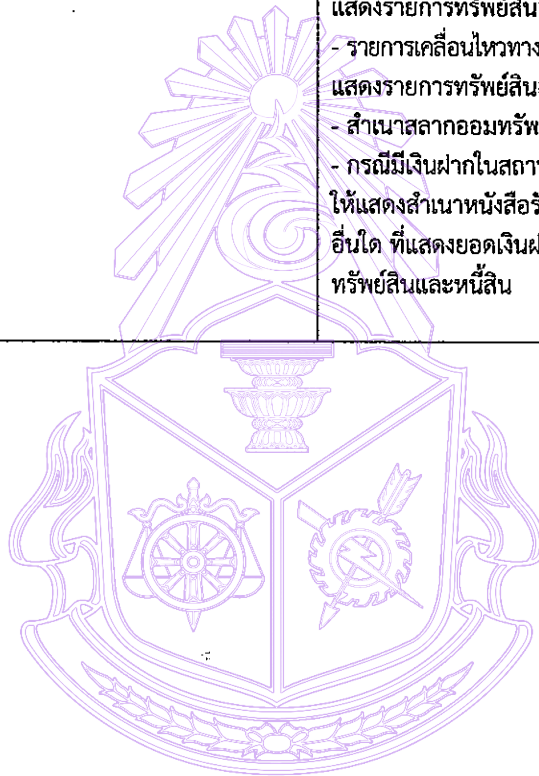 แสดงรายการทรัพย์สิน
- รายการเคลื่อนไหวทาง
แสดงรายการทรัพย์สิน
- สำเนาสลากออมทรัพ
- กรณีมีเงินฝากในสถา
ให้แสดงสำเนาหนังสือรั
อื่นใด ที่แสดงยอดเงินฝ
ทรัพย์สินและหนี้สิน